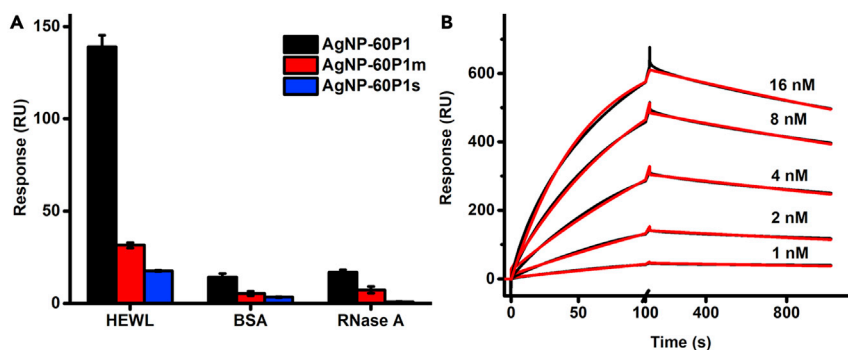 A
Response (RU)
150
100
50
0
AgNP-60P1
AgNP-60P1m
AgNP-60P1s
HEWL
BSA
RNase A
B
Response (RU)
600
400
200
0
16 nM
8 nM
4 nM
2 nM
1 nM
0
50
100
400
800
Time (s)